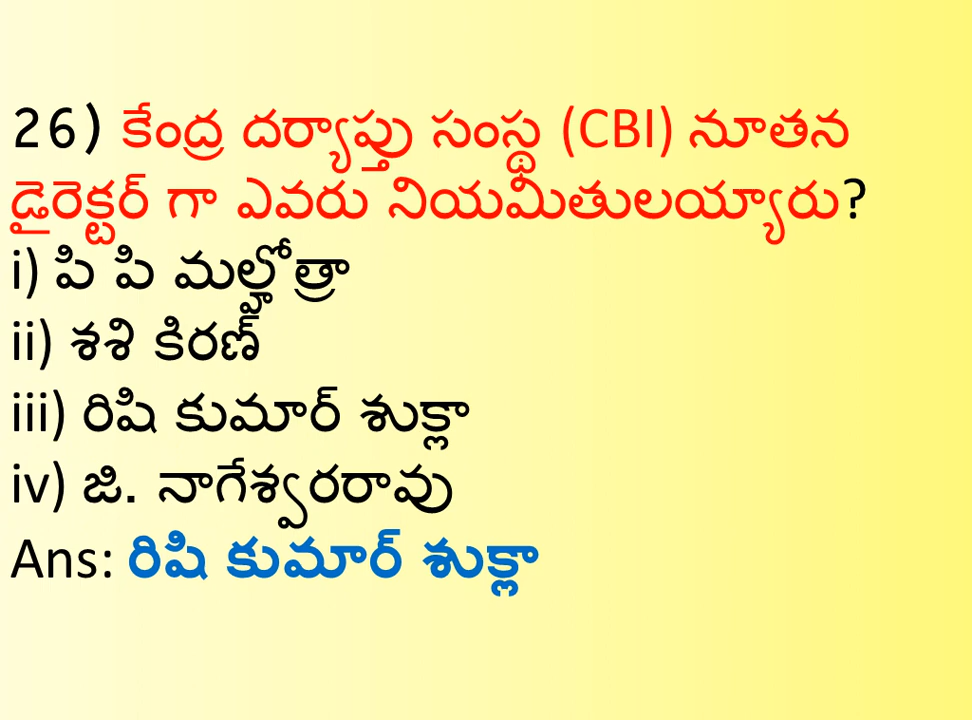 26) కేంద్ర దర్యాప్తు సంస్థ (CBI) నూతన
డైరెక్టర్ గా ఎవరు నియమితులయ్యారు?
i) పి పి మల్హోత్రా
ii) శశి కిరణ్
iii) రిషి కుమార్ శుక్లా
iv) జి. నాగేశ్వరరావు
Ans: రిషి కుమార్ శుక్లా